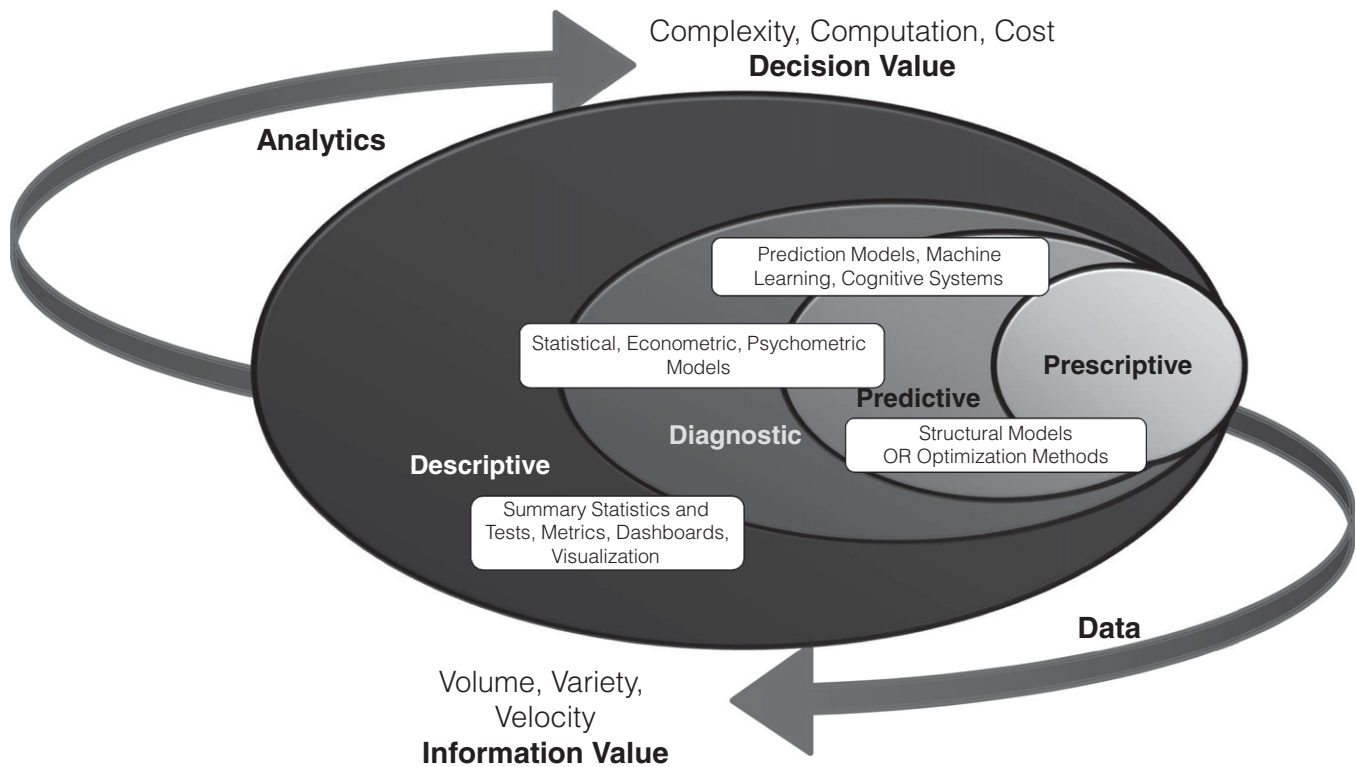 Complexity, Computation, Cost
Decision Value
Analytics
Prediction Models, Machine
Learning, Cognitive Systems
Statistical, Econometric, Psychometric
Models
Prescriptive
Predictive
Diagnostic
Structural Models
OR Optimization Methods
Descriptive
Summary Statistics and
Tests, Metrics, Dashboards,
Visualization
Data
Volume, Variety,
Velocity
Information Value